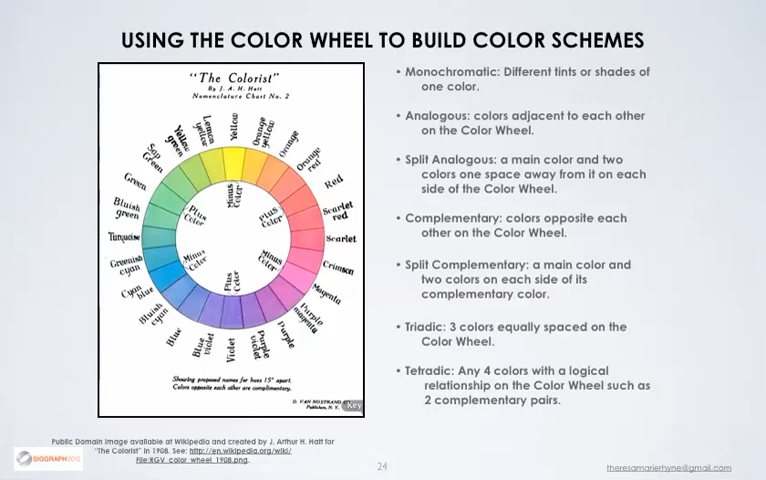 USING THE COLOR WHEEL TO BUILD COLOR SCHEMES
"The Colorist"
By J. A. H. Hatt
Nomenclature Chart No. 2
Yellow
Orange yellow
Orange
Orange red
Red
Scarlet red
Scarlet
Crimson
Magenta
Purple magenta
Purple
Purple violet
Violet
Blue violet
Blue
Bluish cyan
Cyan blue
Greenish cyan
Turquoise
Bluish green
Green
Sap Green
Yellow green
Lemon yellow
Minus Color
Plus Color
Minus Color
Plus Color
Minus Color
Plus Color
Showing proposed names for hues 15° apart.
Colors opposite each other are complimentary.
D. VAN NOSTRAND
Publishers, N. Y.
Key
• Monochromatic: Different tints or shades of
one color.
• Analogous: colors adjacent to each other
on the Color Wheel.
• Split Analogous: a main color and two
colors one space away from it on each
side of the Color Wheel.
• Complementary: colors opposite each
other on the Color Wheel.
• Split Complementary: a main color and
two colors on each side of its
complementary color.
• Triadic: 3 colors equally spaced on the
Color Wheel.
• Tetradic: Any 4 colors with a logical
relationship on the Color Wheel such as
2 complementary pairs.
Public Domain image available at Wikipedia and created by J. Arthur H. Hatt for
"The Colorist" in 1908. See: http://en.wikipedia.org/wiki/
File:RGV_color_wheel_1908.png.
SIGGRAPH2012
24
theresamarierhyne@gmail.com